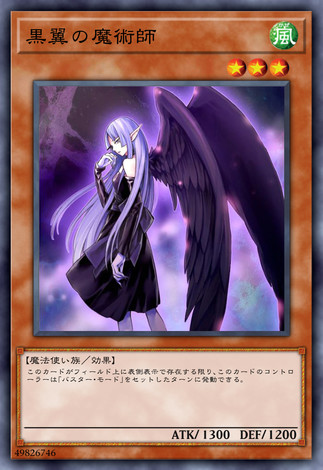 黒翼の魔術師
風
【魔法使い族／効果】
このカードがフィールド上に表側表示で存在する限り、このカードのコントロ
ーラーは「バスター・モード」をセットしたターンに発動できる。
ATK/ 1300 DEF/ 1200
49826746